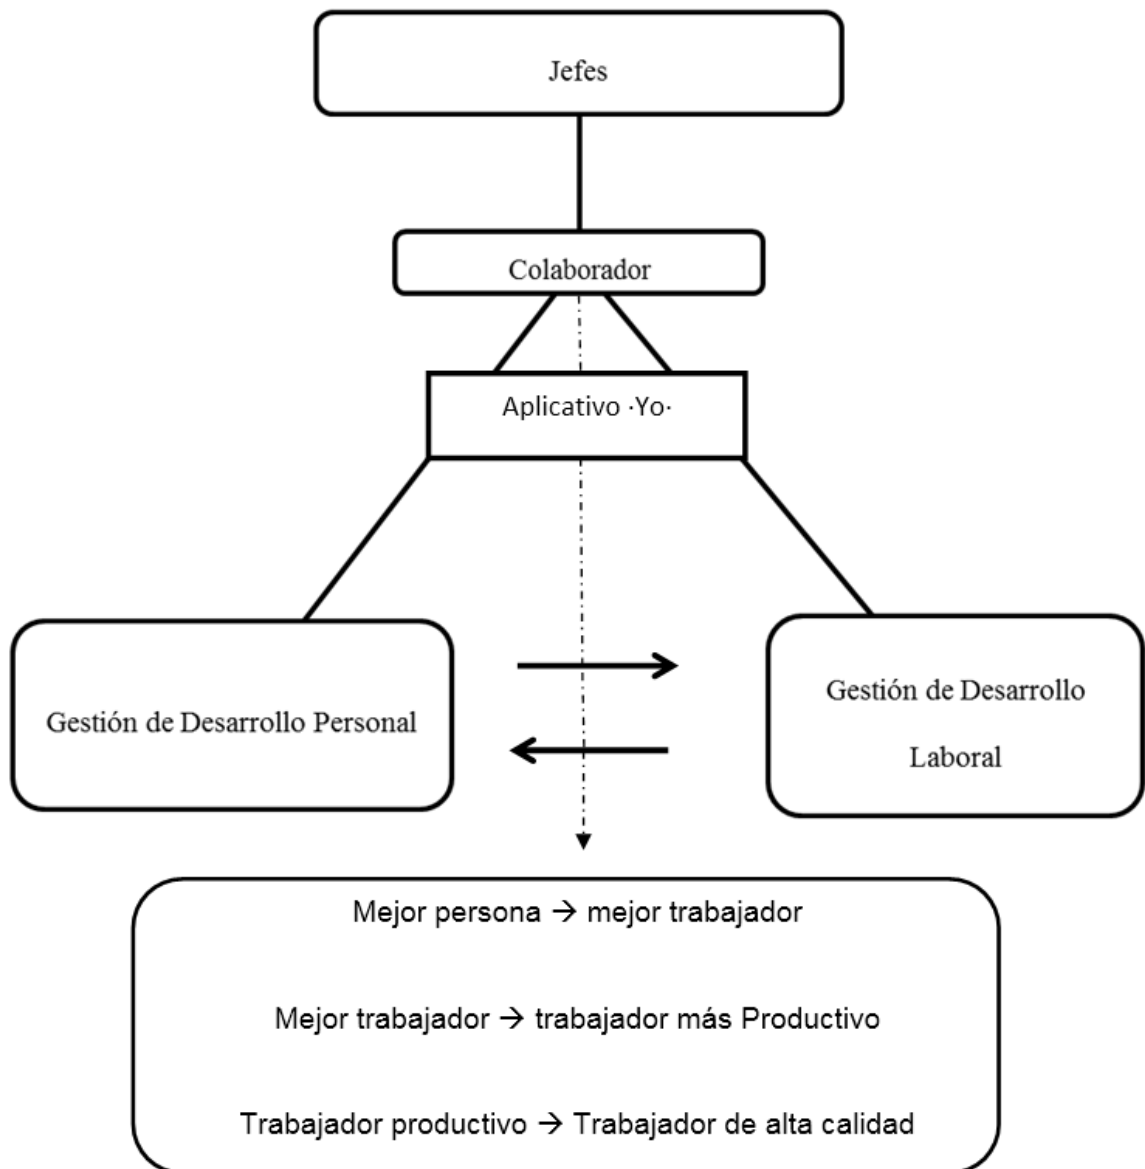 Jefes
Colaborador
Aplicativo ·Yo·
Gestión de Desarrollo Personal
Gestión de Desarrollo
Laboral
Mejor persona → mejor trabajador
Mejor trabajador → trabajador más Productivo
Trabajador productivo → Trabajador de alta calidad